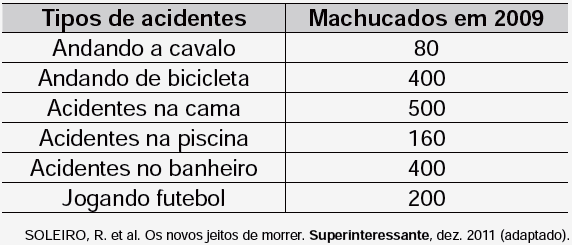 Tipos de acidentes Machucados em 2009
Andando a cavalo 80
Andando de bicicleta 400
Acidentes na cama 500
Acidentes na piscina 160
Acidentes no banheiro 400
Jogando futebol 200
SOLEIRO, R. et al. Os novos jeitos de morrer. Superinteressante, dez. 2011 (adaptado).